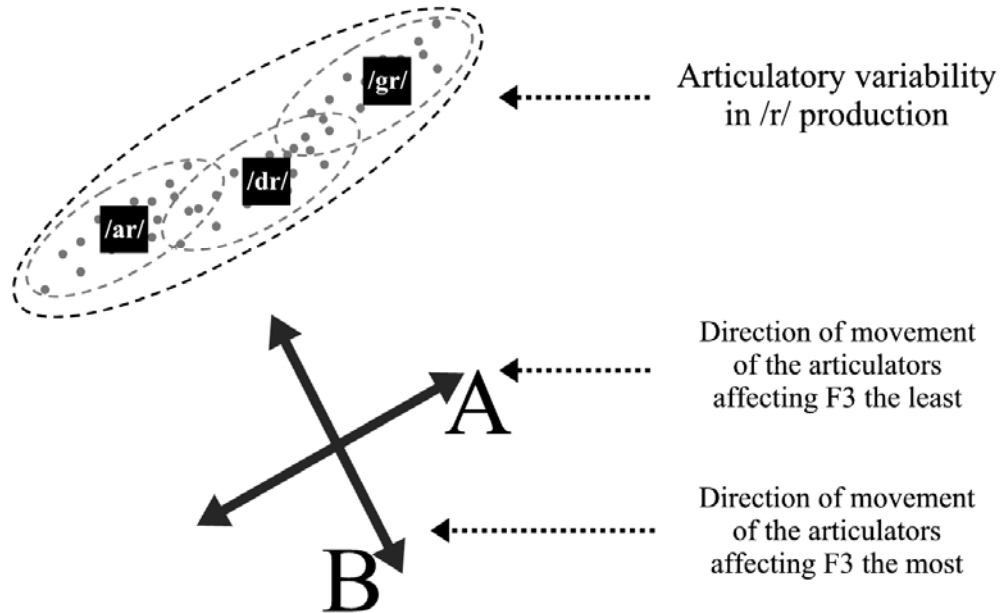 /gr/
/dr/
/ar/
Articulatory variability
in /r/ production
A
Direction of movement
of the articulators
affecting F3 the least
B
Direction of movement
of the articulators
affecting F3 the most